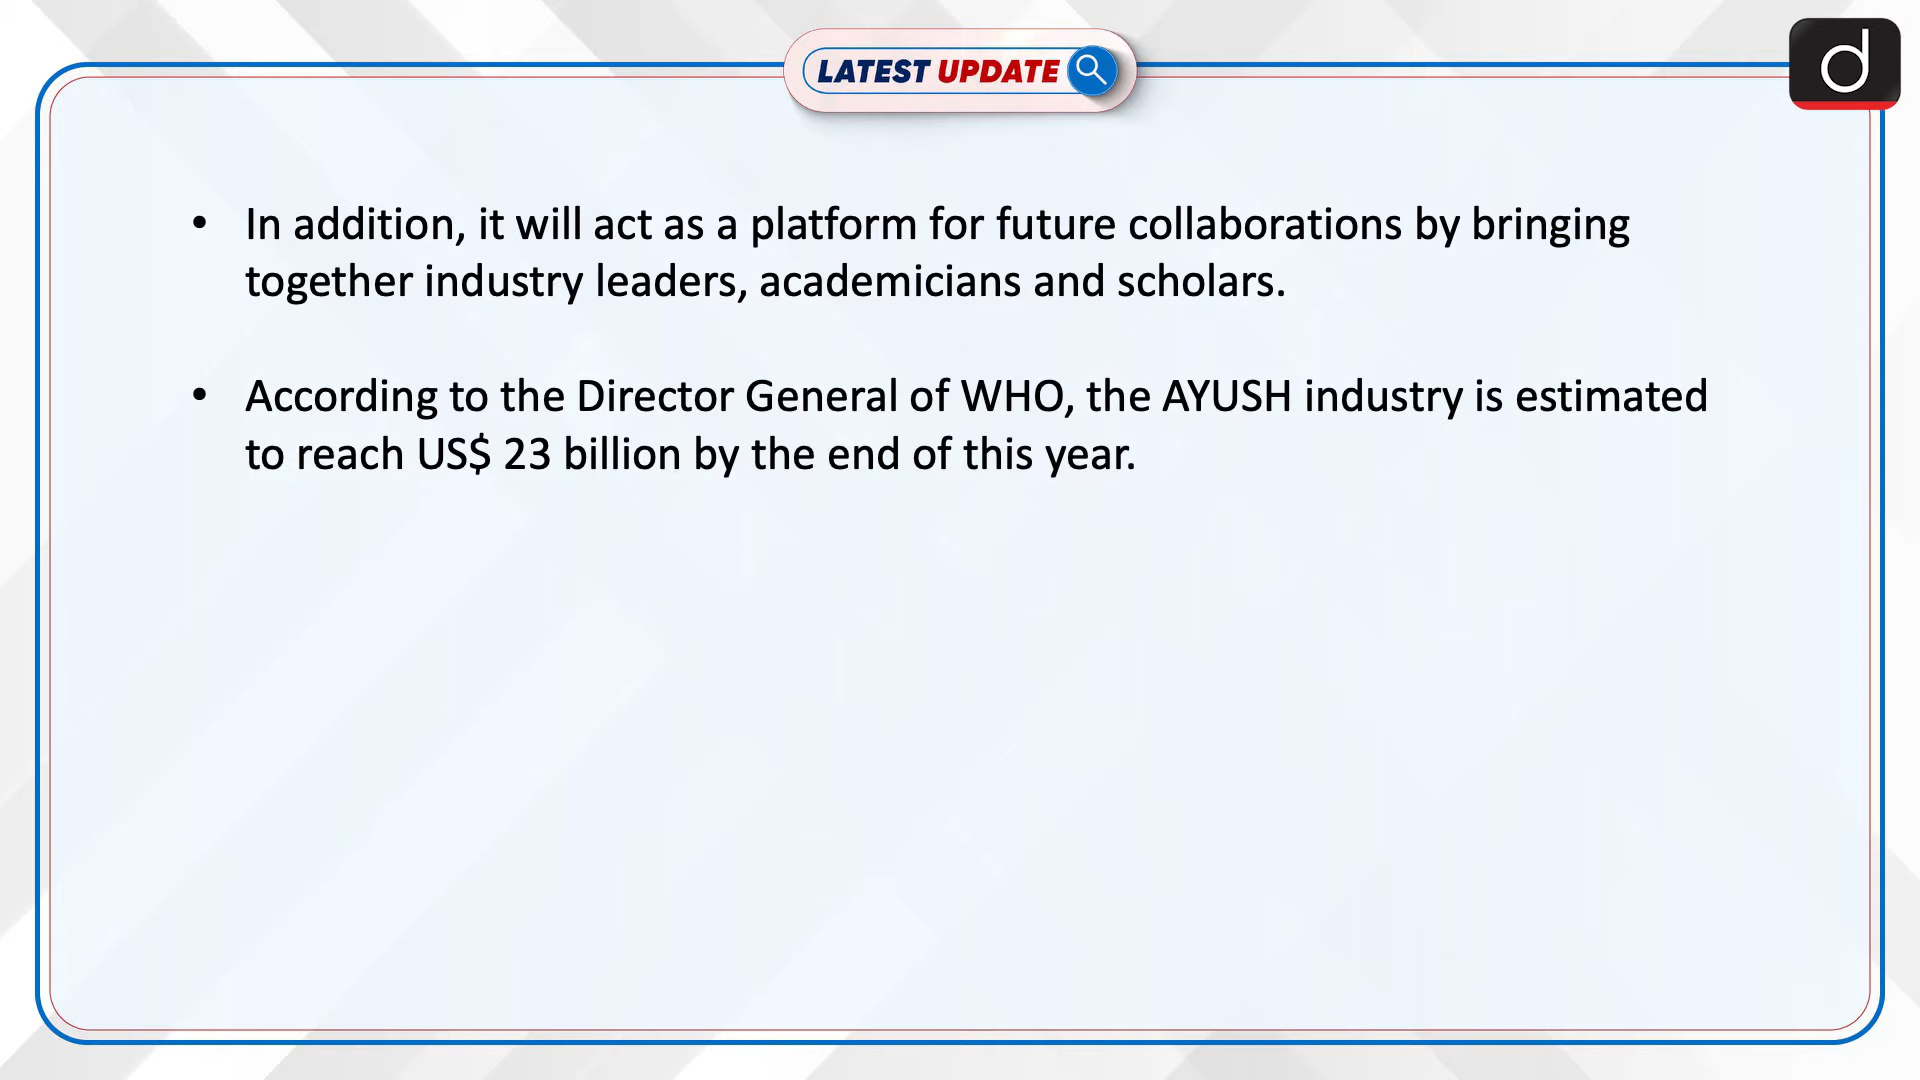 LATEST UPDATE
d
• In addition, it will act as a platform for future collaborations by bringing
together industry leaders, academicians and scholars.
• According to the Director General of WHO, the AYUSH industry is estimated
to reach US$ 23 billion by the end of this year.